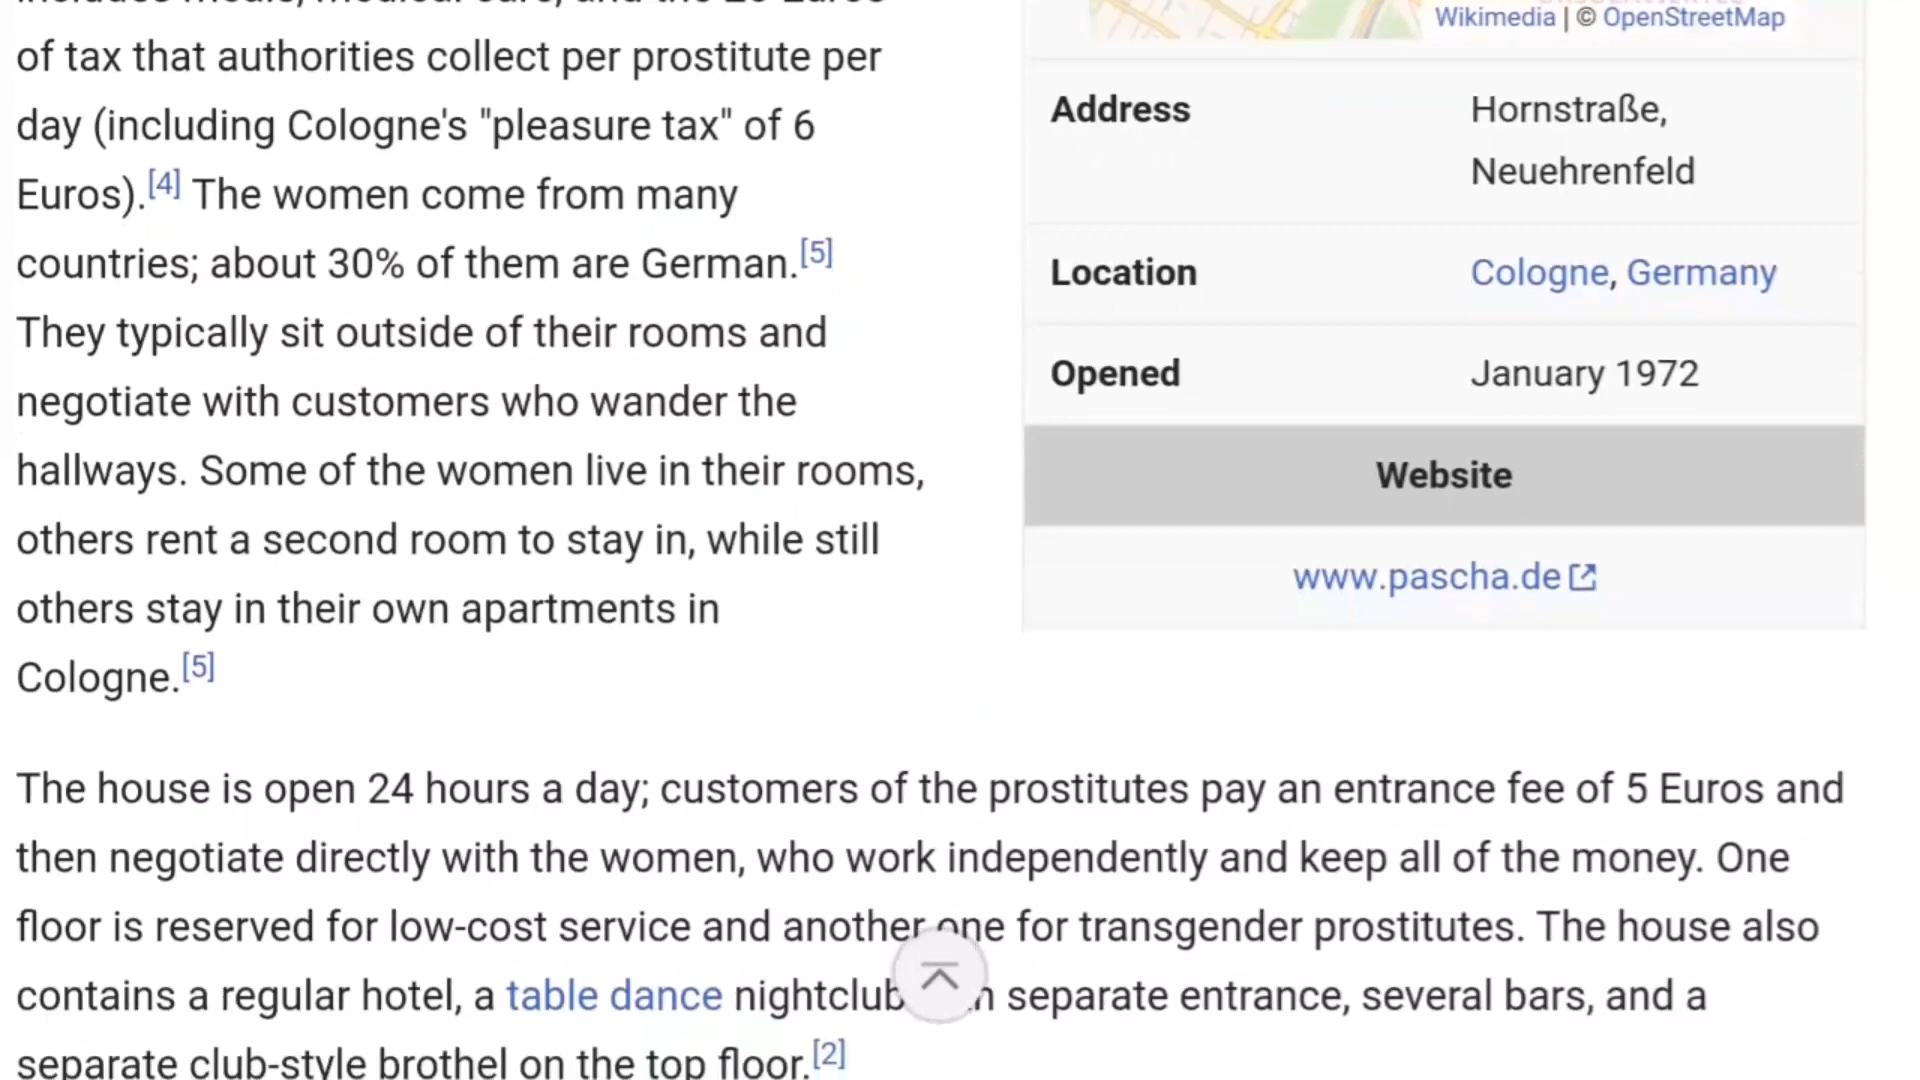 of tax that authorities collect per prostitute per
day (including Cologne's "pleasure tax" of 6
Euros).[4] The women come from many
countries; about 30% of them are German.[5]
They typically sit outside of their rooms and
negotiate with customers who wander the
hallways. Some of the women live in their rooms,
others rent a second room to stay in, while still
others stay in their own apartments in
Cologne.[5]
Wikimedia | © OpenStreetMap
Address Hornstraße,
Neuehrenfeld
Location Cologne, Germany
Opened January 1972
Website
www.pascha.de
The house is open 24 hours a day; customers of the prostitutes pay an entrance fee of 5 Euros and
then negotiate directly with the women, who work independently and keep all of the money. One
floor is reserved for low-cost service and another one for transgender prostitutes. The house also
contains a regular hotel, a table dance nightclub separate entrance, several bars, and a
separate club-style brothel on the top floor.[2]